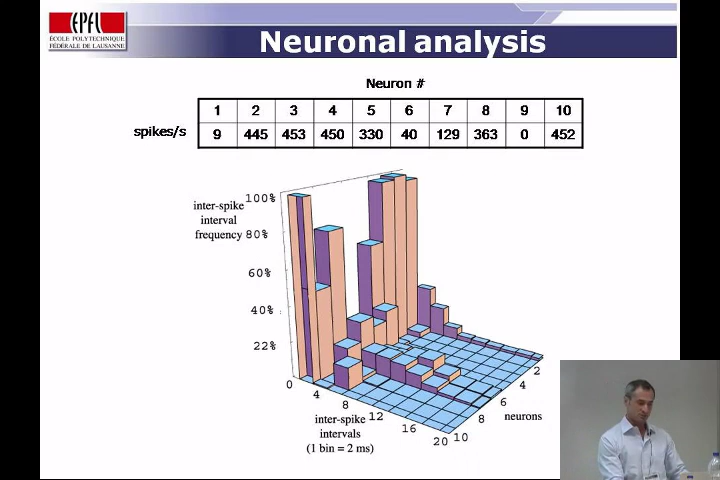 EPFL
ÉCOLE POLYTECHNIQUE
FÉDÉRALE DE LAUSANNE
Neuronal analysis
Neuron #
1 2 3 4 5 6 7 8 9 10
spikes/s 9 445 453 450 330 40 129 363 0 452
inter-spike
interval
frequency
100%
80%
60%
40%
22%
0 4 8 12 16 20
10 8 6 4 2
neurons
inter-spike
intervals
(1 bin = 2 ms)